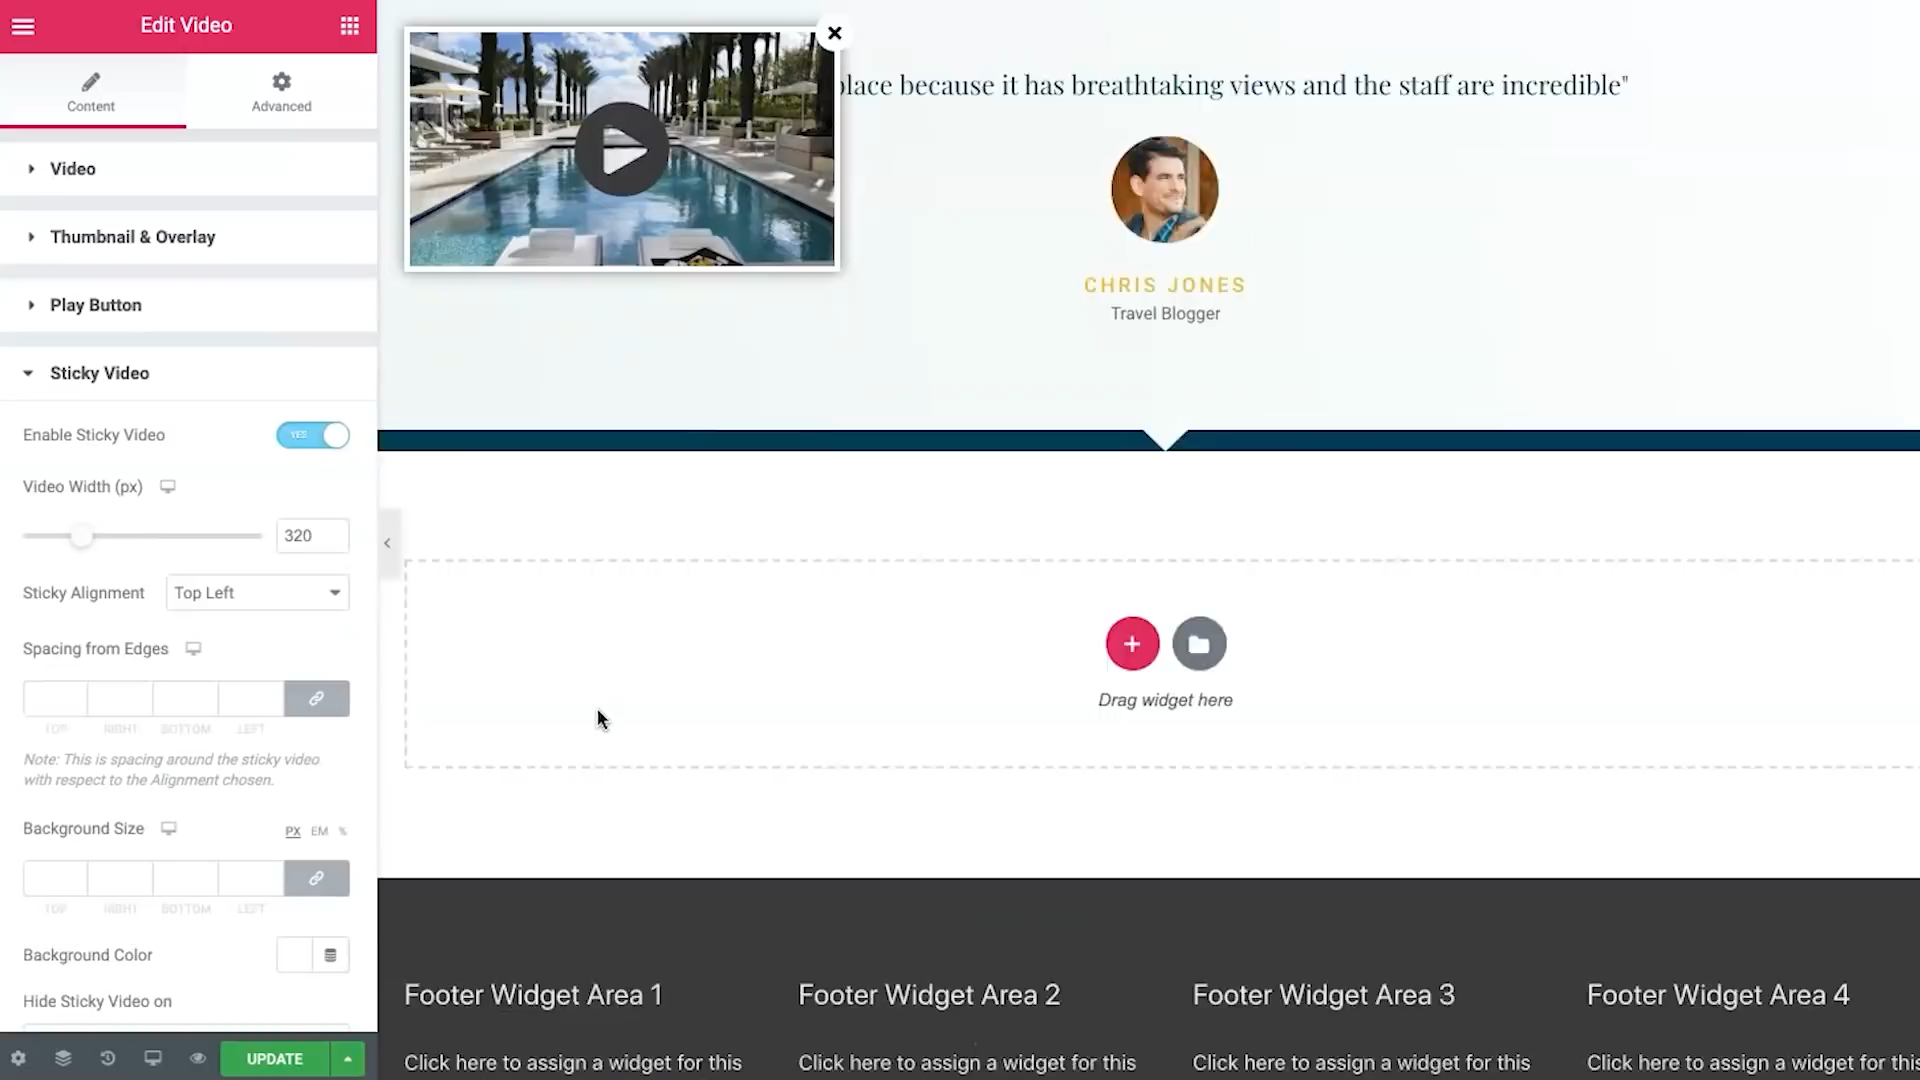 Edit Video
Content
Advanced
Video
Thumbnail & Overlay
Play Button
Sticky Video
Enable Sticky Video
YES
Video Width (px)
320
Sticky Alignment
Top Left
Spacing from Edges
TOP RIGHT BOTTOM LEFT
Note: This is spacing around the sticky video
with respect to the Alignment chosen.
Background Size
PX EM %
TOP RIGHT BOTTOM LEFT
Background Color
Hide Sticky Video on
UPDATE
place because it has breathtaking views and the staff are incredible"
CHRIS JONES
Travel Blogger
Drag widget here
Footer Widget Area 1
Click here to assign a widget for this
Footer Widget Area 2
Click here to assign a widget for this
Footer Widget Area 3
Click here to assign a widget for this
Footer Widget Area 4
Click here to assign a widget for this